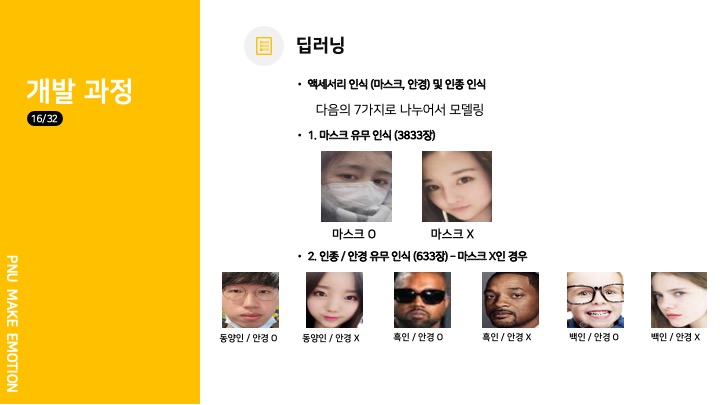 개발 과정
16/32
PNU MAKE EMOTION
딥러닝
• 액세서리 인식 (마스크, 안경) 및 인종 인식
다음의 7가지로 나누어서 모델링
• 1. 마스크 유무 인식 (3833장)
마스크 O 마스크 X
• 2. 인종 / 안경 유무 인식 (633장) – 마스크 X인 경우
동양인 / 안경 O 동양인 / 안경 X 흑인 / 안경 O 흑인 / 안경 X 백인 / 안경 O 백인 / 안경 X